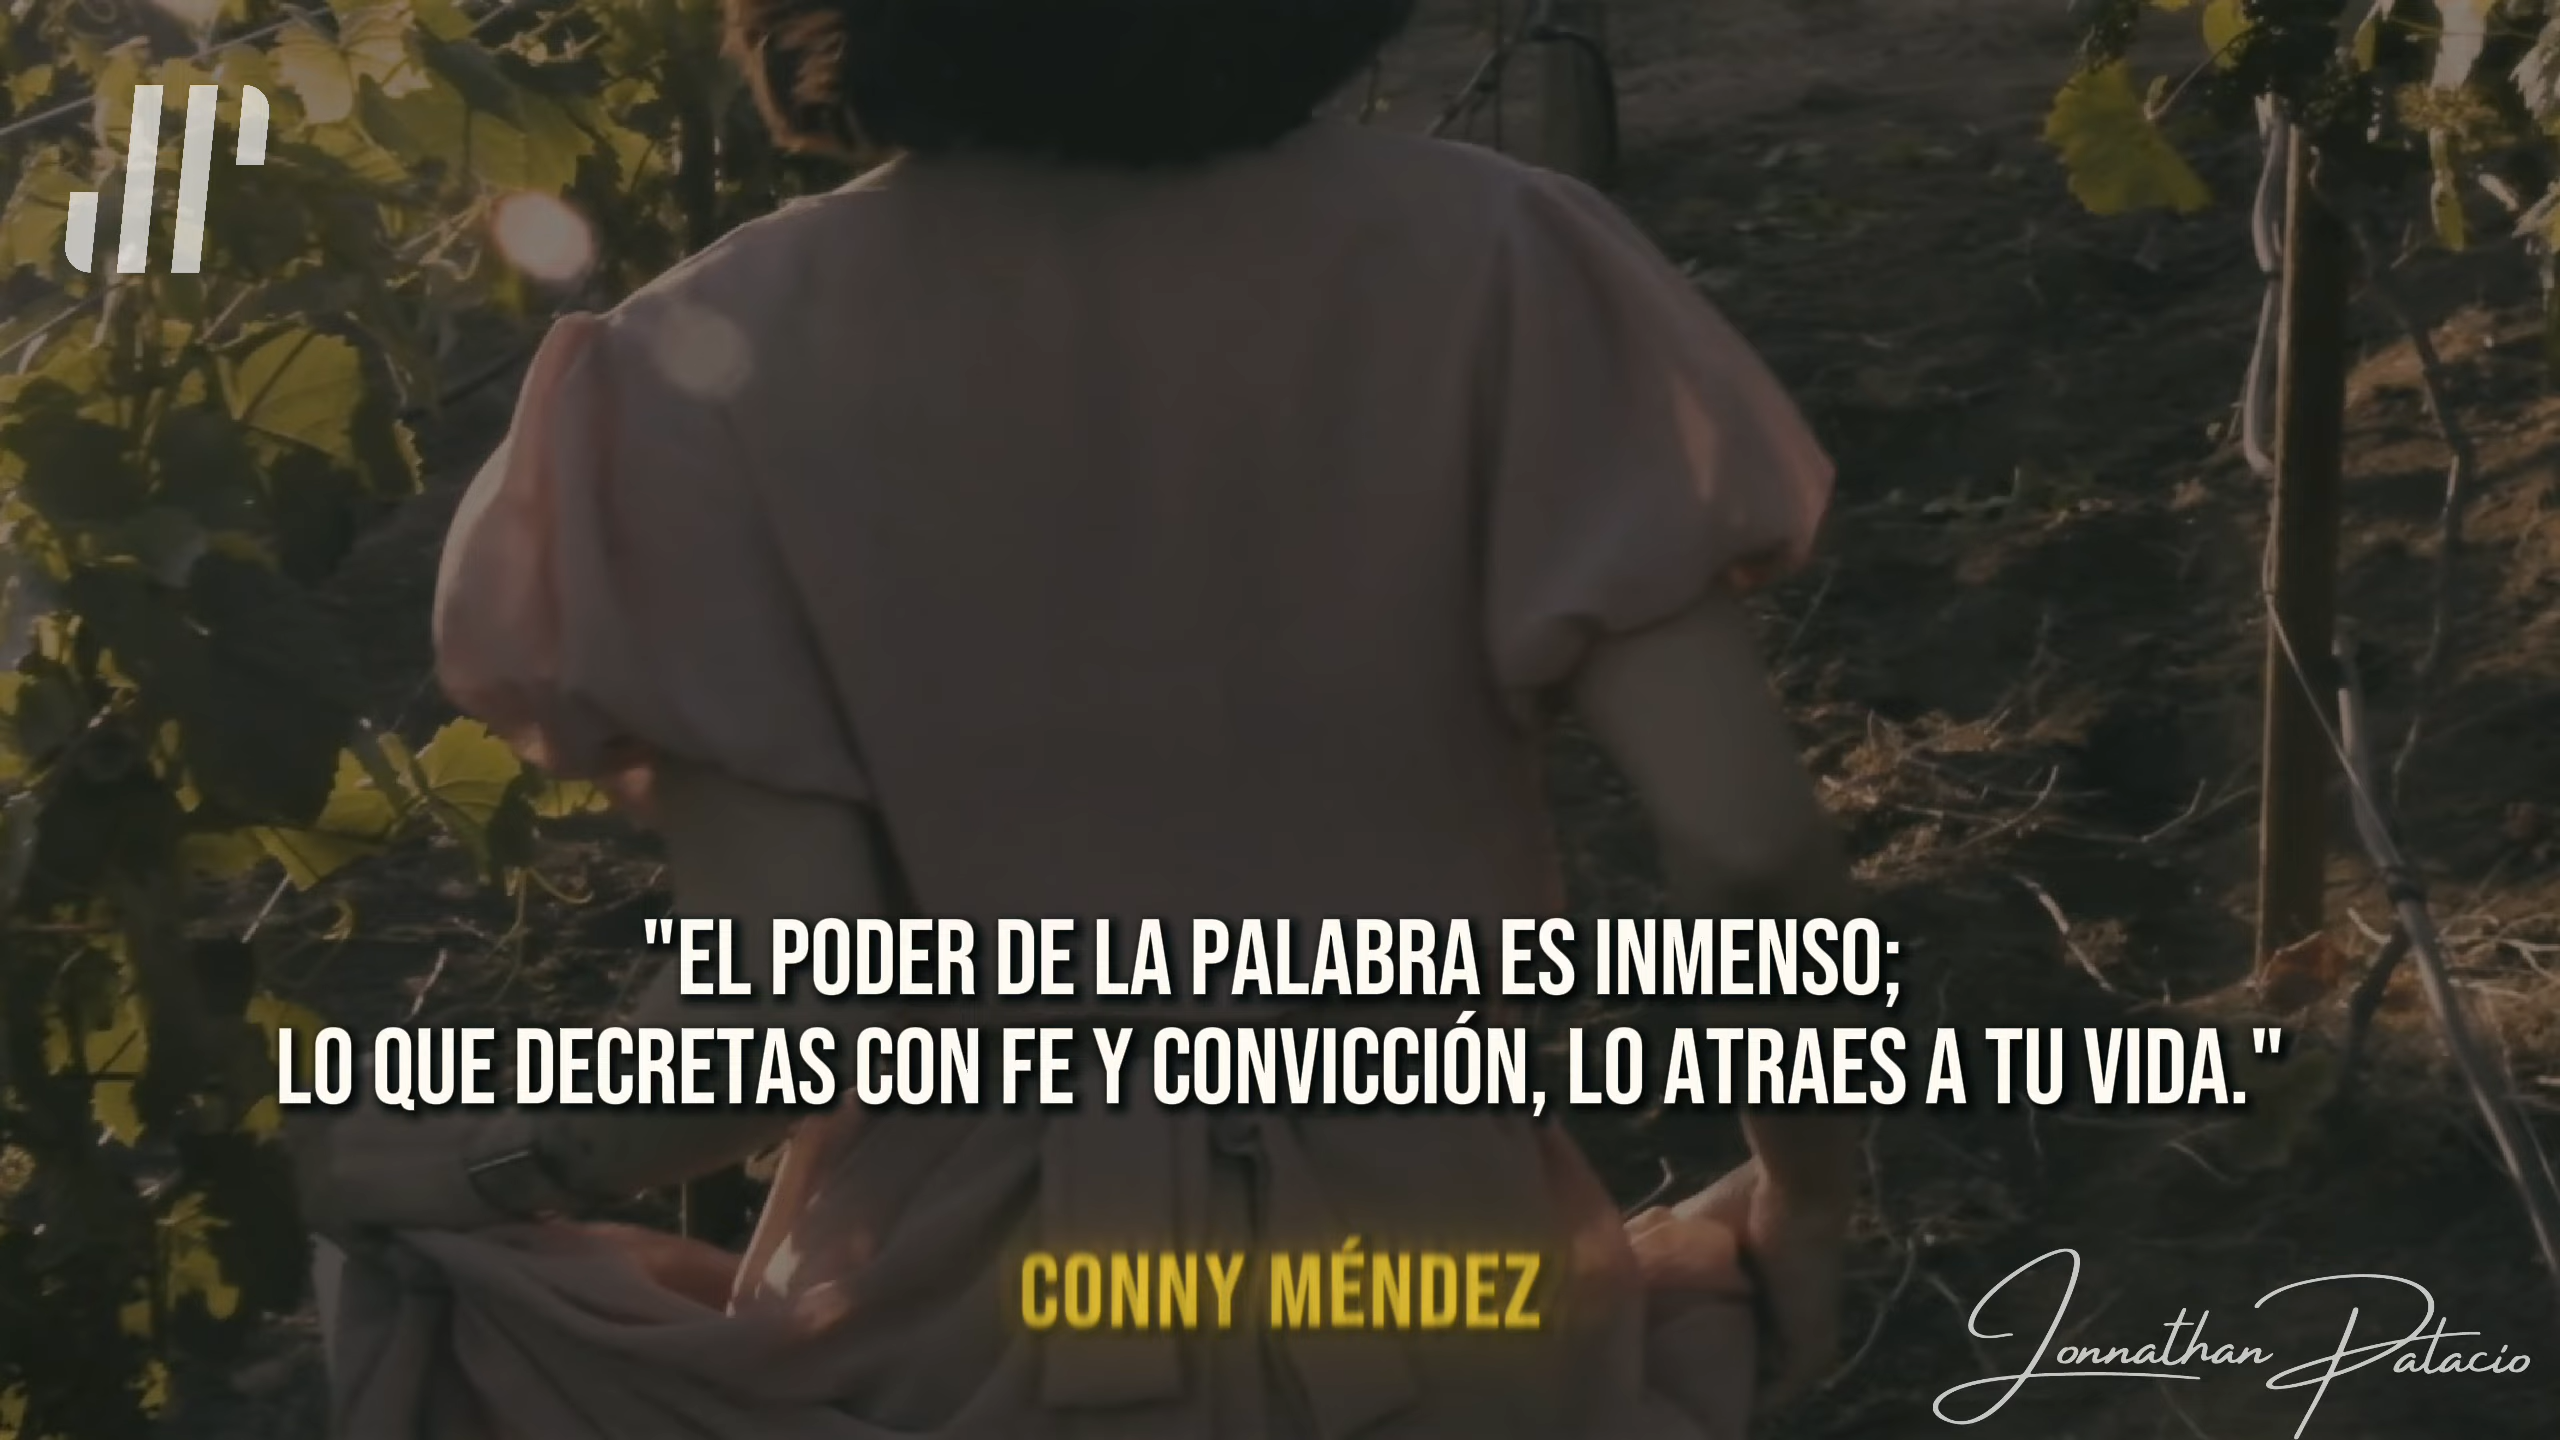 JP
"EL PODER DE LA PALABRA ES INMENSO;
LO QUE DECRETAS CON FE Y CONVICCIÓN, LO ATRAES A TU VIDA."
CONNY MÉNDEZ
Jonnathan Palacio